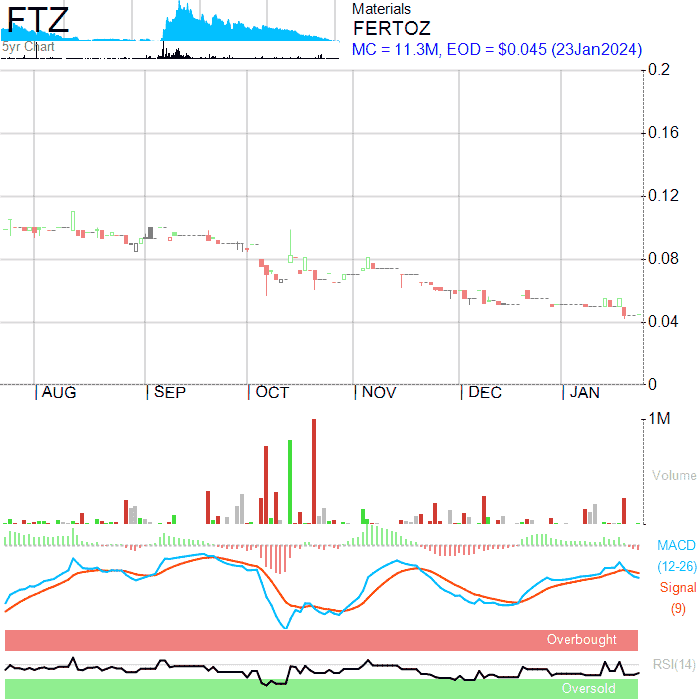 FTZ
5yr Chart
Materials
FERTOZ
MC = 11.3M, EOD = $0.045 (23Jan2024)
0.2
0.16
0.12
0.08
0.04
0
AUG SEP OCT NOV DEC JAN
1M
Volume
MACD
(12-26)
Signal
(9)
Overbought
RSI(14)
Oversold